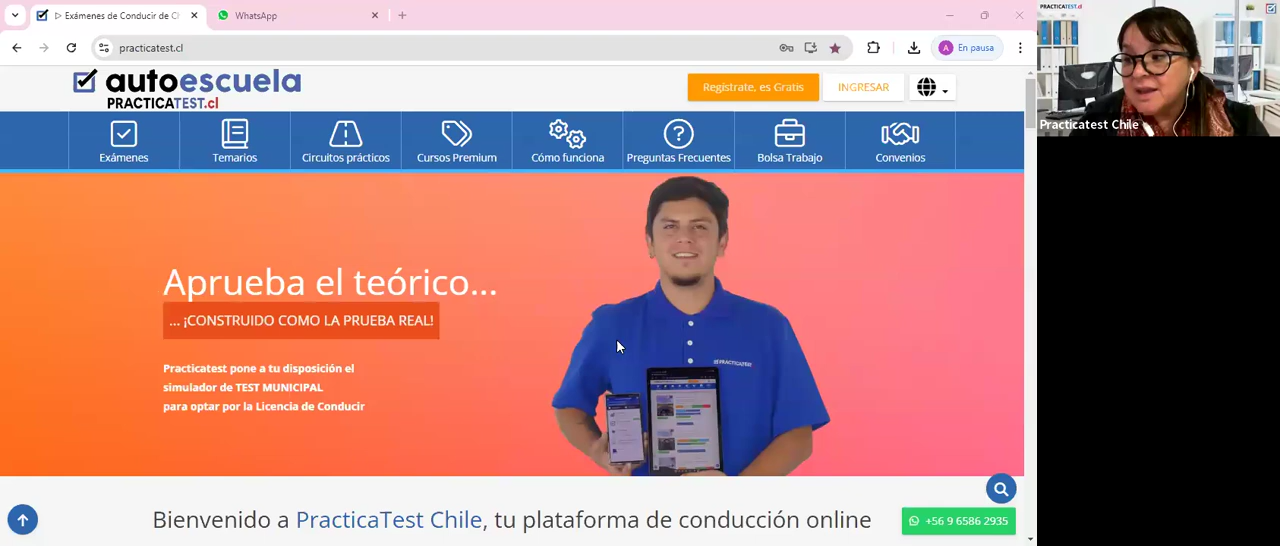 Exámenes de Conducir de C
WhatsApp
practicatest.cl
A
En pausa
autoescuela
PRACTICATEST.cl
Regístrate, es Gratis
INGRESAR
Exámenes
Temarios
Circuitos prácticos
Cursos Premium
Cómo funciona
Preguntas Frecuentes
Bolsa Trabajo
Convenios
Aprueba el teórico...
... ¡CONSTRUIDO COMO LA PRUEBA REAL!
Practicatest pone a tu disposición el
simulador de TEST MUNICIPAL
para optar por la Licencia de Conducir
PRACTICATEST
Bienvenido a PracticaTest Chile, tu plataforma de conducción online
+56 9 6586 2935
PRACTICATEST.cl
Practicatest Chile